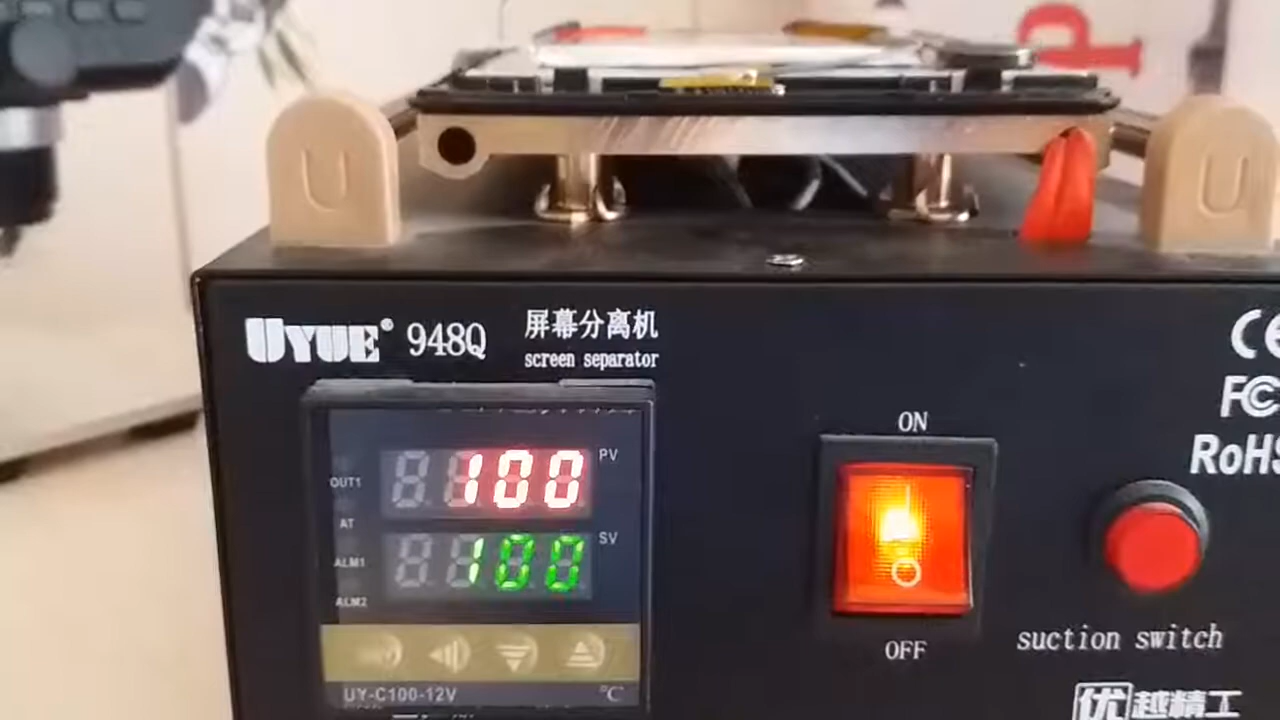 U
U
UYUE® 948Q
屏幕分离机
screen separator
CE
FC
RoHS
ON
100 PV
OUT1
AT
100 SV
ALM1
ALM2
OFF
suction switch
UY-C100-12V ℃
优越精工